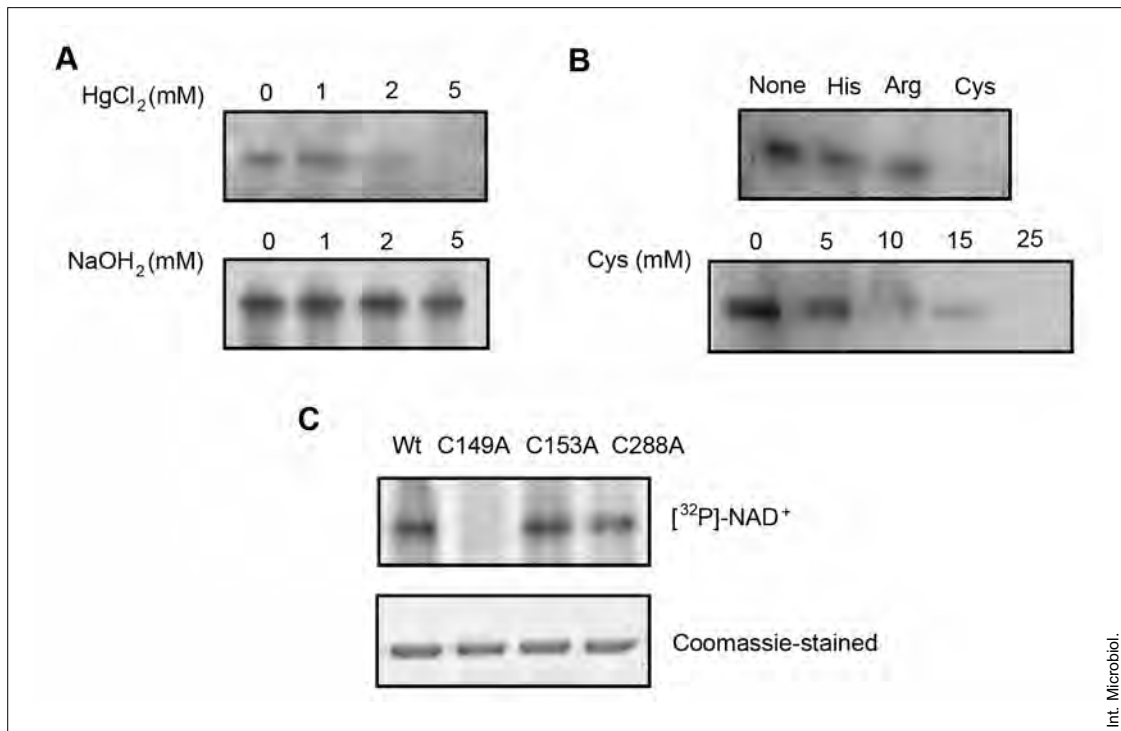 A
HgCl₂(mM) 0 1 2 5
NaOH₂(mM) 0 1 2 5
B
None His Arg Cys
Cys (mM) 0 5 10 15 25
C
Wt C149A C153A C288A
[³²P]-NAD⁺
Coomassie-stained
Int. Microbiol.